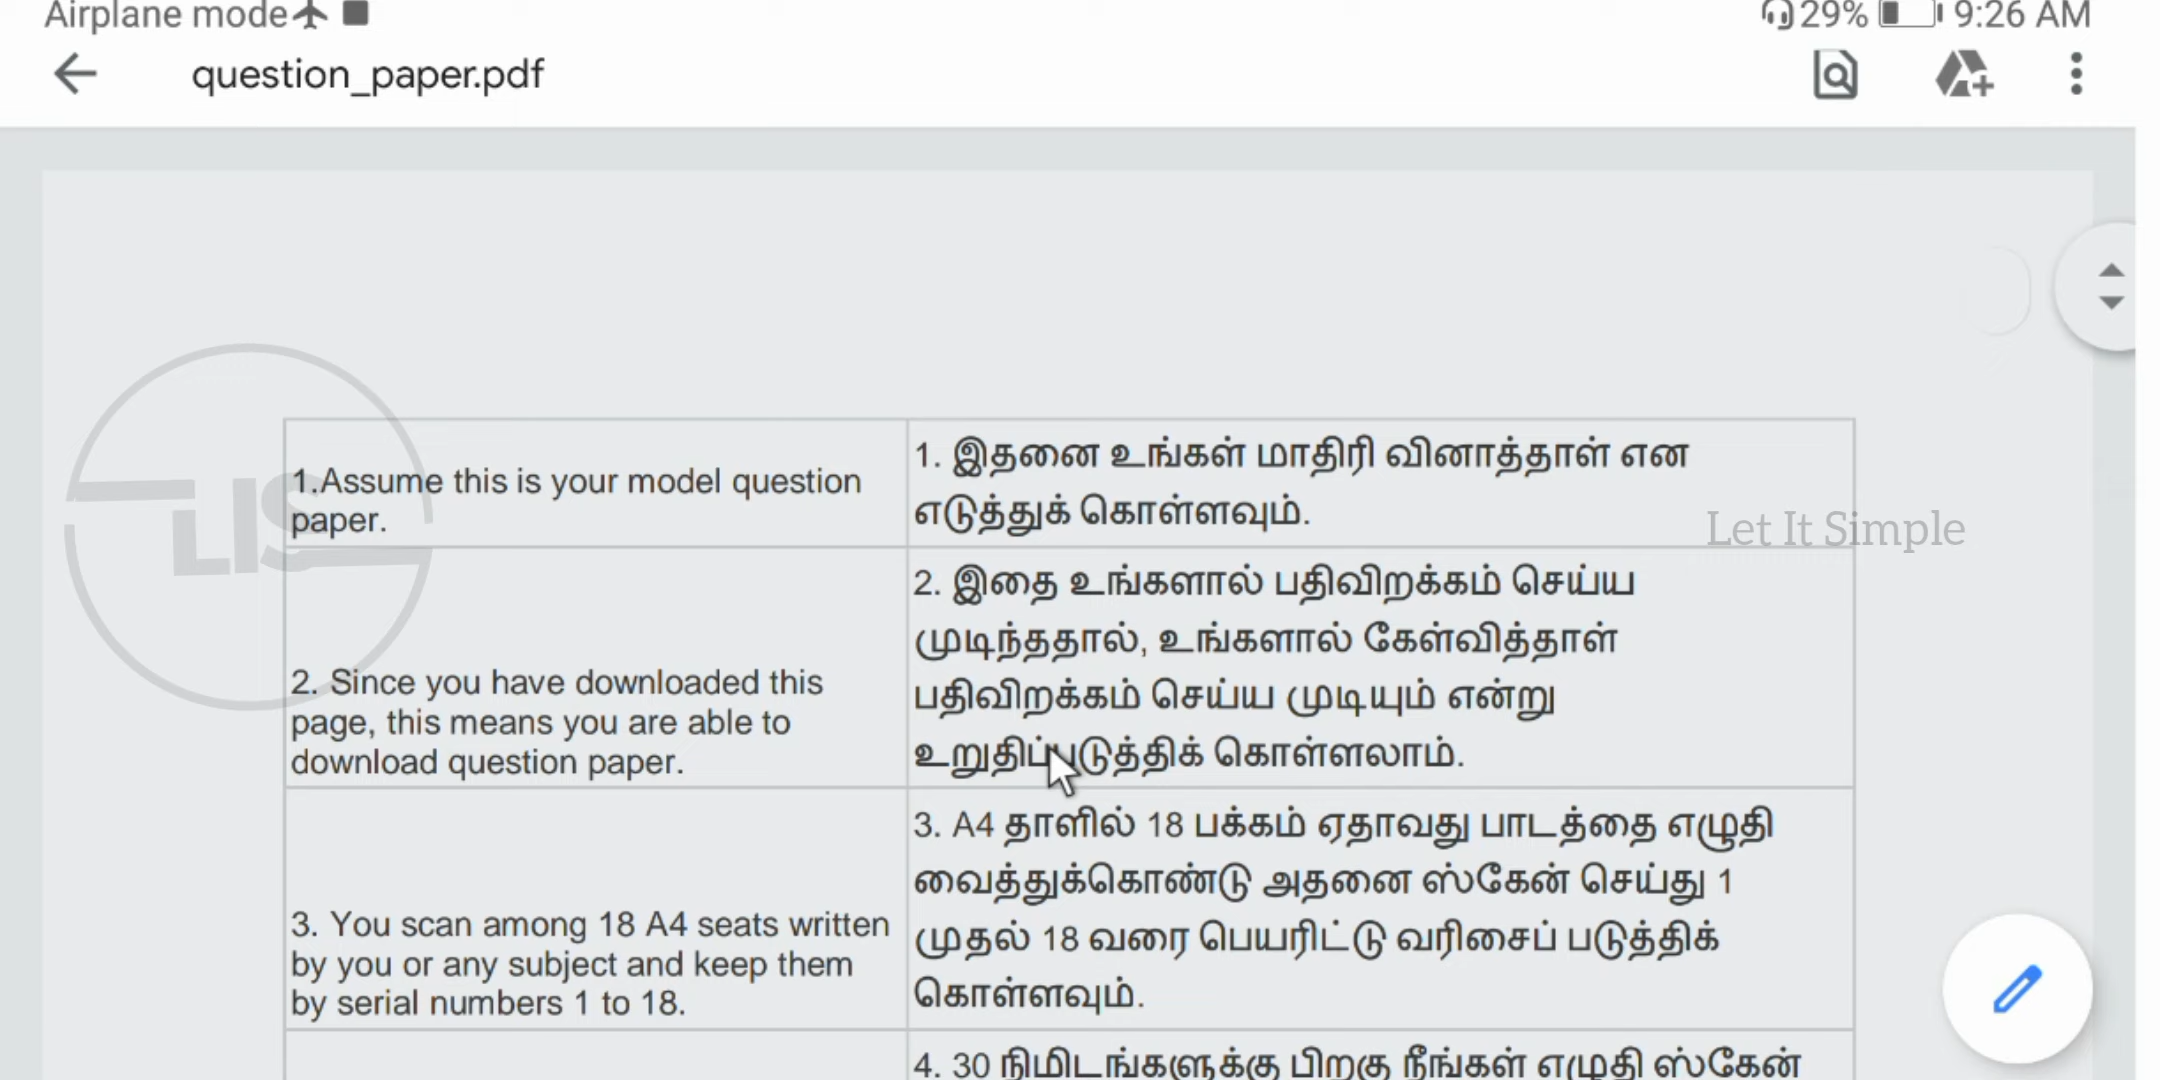 Airplane mode
29% 9:26 AM
question_paper.pdf
1.Assume this is your model question
paper.
1. இதனை உங்கள் மாதிரி வினாத்தாள் என
எடுத்துக் கொள்ளவும்.
Let It Simple
LIS
2. Since you have downloaded this
page, this means you are able to
download question paper.
2. இதை உங்களால் பதிவிறக்கம் செய்ய
முடிந்ததால், உங்களால் கேள்வித்தாள்
பதிவிறக்கம் செய்ய முடியும் என்று
உறுதிப்படுத்திக் கொள்ளலாம்.
3. You scan among 18 A4 seats written
by you or any subject and keep them
by serial numbers 1 to 18.
3. A4 தாளில் 18 பக்கம் ஏதாவது பாடத்தை எழுதி
வைத்துக்கொண்டு அதனை ஸ்கேன் செய்து 1
முதல் 18 வரை பெயரிட்டு வரிசைப் படுத்திக்
கொள்ளவும்.
4. 30 நிமிடங்களுக்கு பிறகு நீங்கள் எழுதி ஸ்கேன்